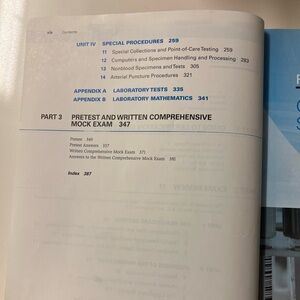 xiv Contents
UNIT IV SPECIAL PROCEDURES 259
11 Special Collections and Point-of-Care Testing 259
12 Computers and Specimen Handling and Processing 283
13 Nonblood Specimens and Tests 305
14 Arterial Puncture Procedures 321
APPENDIX A LABORATORY TESTS 335
APPENDIX B LABORATORY MATHEMATICS 341
PART 3 PRETEST AND WRITTEN COMPREHENSIVE
MOCK EXAM 347
Pretest 349
Pretest Answers 357
Written Comprehensive Mock Exam 371
Answers to the Written Comprehensive Mock Exam 381
Index 387